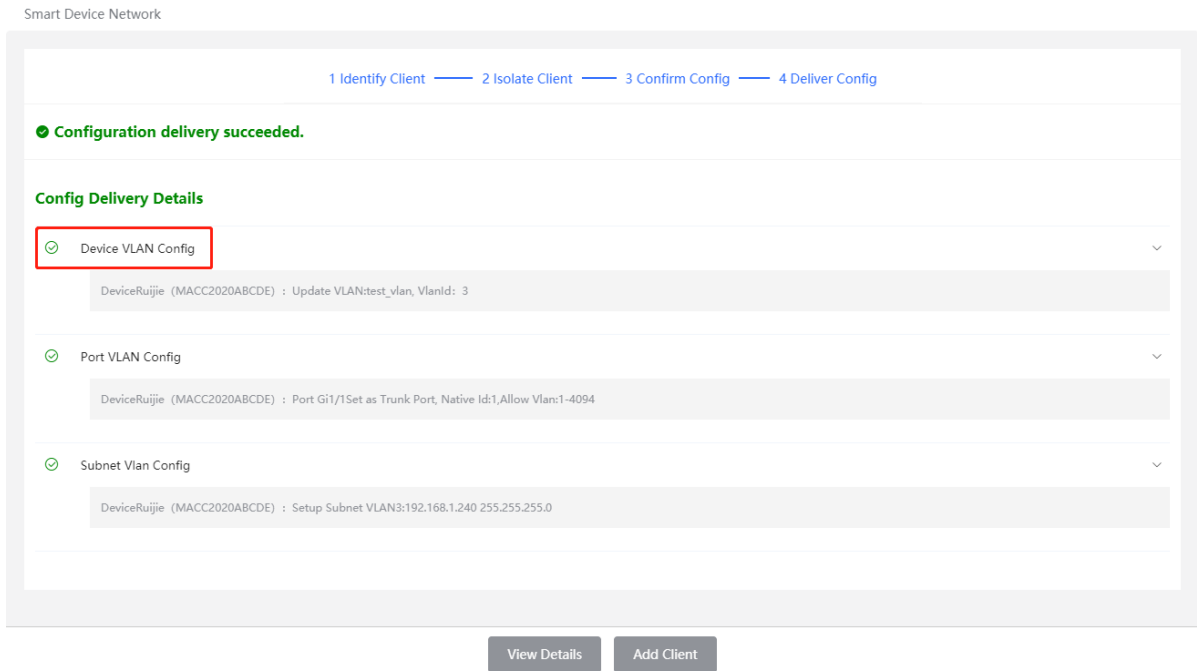 Smart Device Network
1 Identify Client 2 Isolate Client 3 Confirm Config 4 Deliver Config
Configuration delivery succeeded.
Config Delivery Details
Device VLAN Config
DeviceRuijie (MACC2020ABCDE) : Update VLAN:test_vlan, VlanId: 3
Port VLAN Config
DeviceRuijie (MACC2020ABCDE) : Port Gi1/1Set as Trunk Port, Native Id:1,Allow Vlan:1-4094
Subnet Vlan Config
DeviceRuijie (MACC2020ABCDE) : Setup Subnet VLAN3:192.168.1.240 255.255.255.0
View Details Add Client